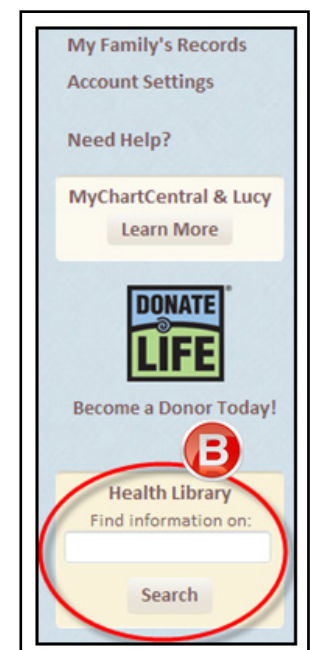 My Family's Records
Account Settings
Need Help?
MyChartCentral & Lucy
Learn More
DONATE
LIFE
®
Become a Donor Today!
B
Health Library
Find information on:
Search